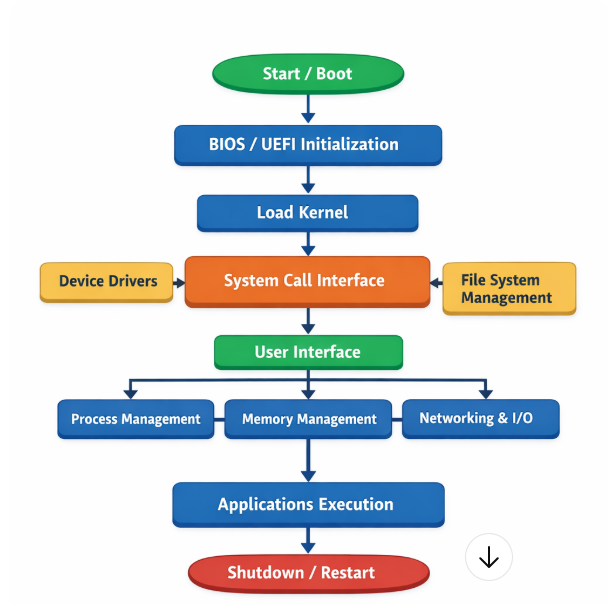 Start / Boot
BIOS / UEFI Initialization
Load Kernel
Device Drivers
System Call Interface
File System
Management
User Interface
Process Management
Memory Management
Networking & I/O
Applications Execution
Shutdown / Restart